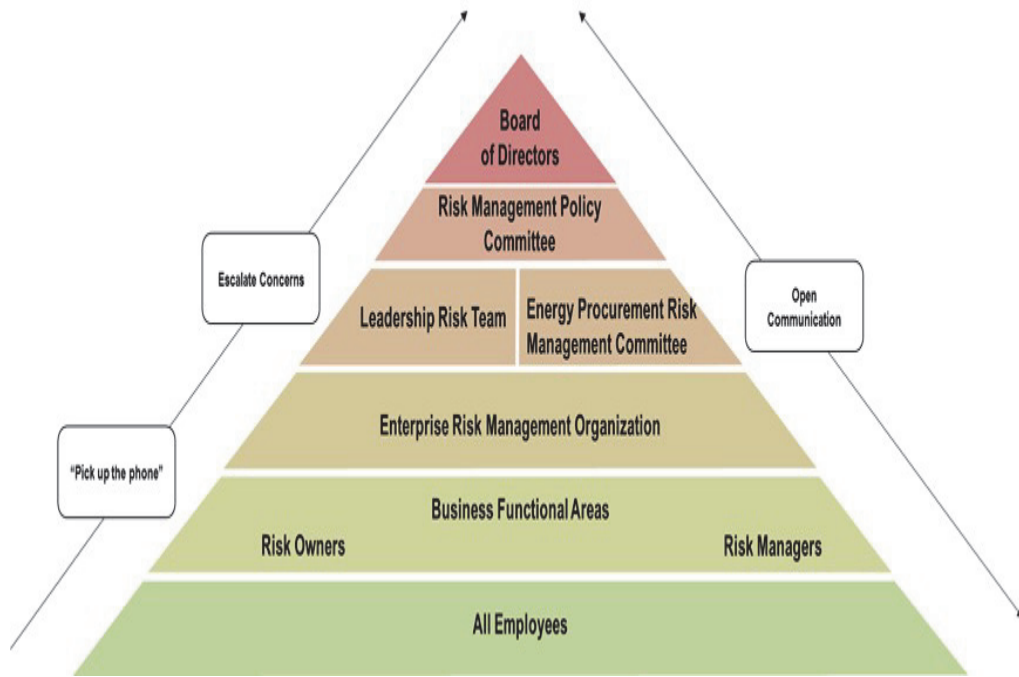 Board
of Directors
Risk Management Policy
Committee
Escalate Concerns
Leadership Risk Team
Energy Procurement Risk
Management Committee
Open
Communication
Enterprise Risk Management Organization
"Pick up the phone"
Business Functional Areas
Risk Owners
Risk Managers
All Employees